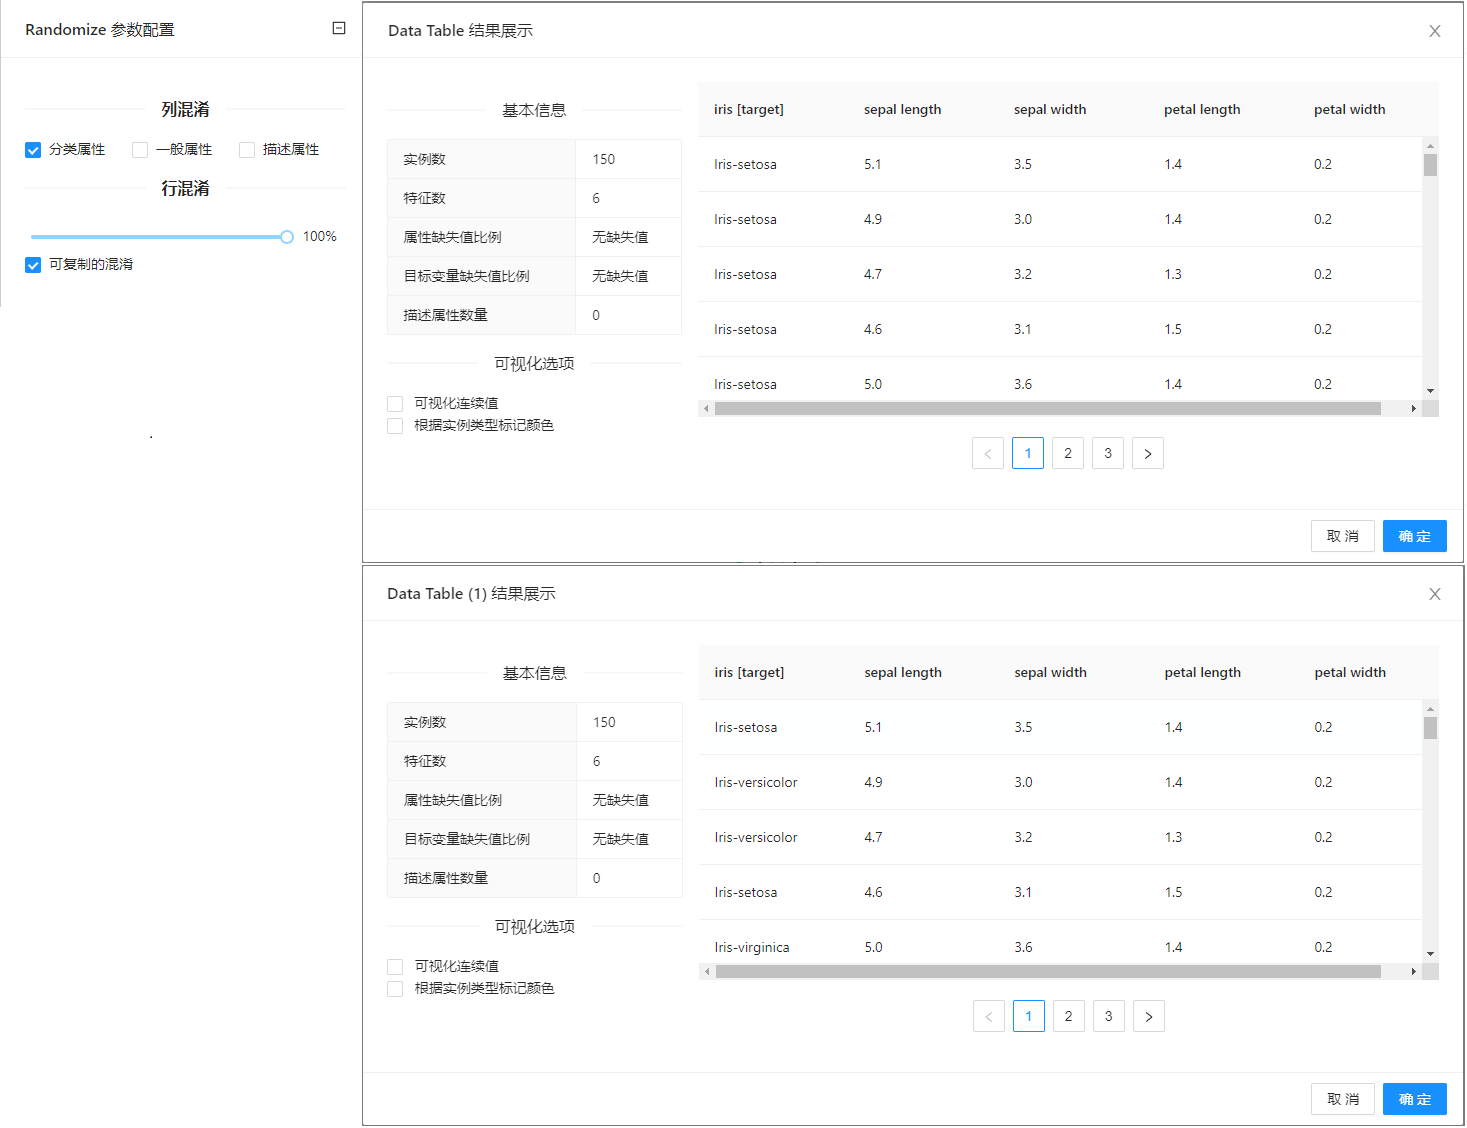 Randomize 参数配置
列混淆
分类属性 一般属性 描述属性
行混淆
100%
可复制的混淆
Data Table 结果展示
基本信息
实例数 150
特征数 6
属性缺失值比例 无缺失值
目标变量缺失值比例 无缺失值
描述属性数量 0
可视化选项
可视化连续值
根据实例类型标记颜色
iris [target] sepal length sepal width petal length petal width
Iris-setosa 5.1 3.5 1.4 0.2
Iris-setosa 4.9 3.0 1.4 0.2
Iris-setosa 4.7 3.2 1.3 0.2
Iris-setosa 4.6 3.1 1.5 0.2
Iris-setosa 5.0 3.6 1.4 0.2
< 1 2 3 >
取 消 确 定
Data Table (1) 结果展示
基本信息
实例数 150
特征数 6
属性缺失值比例 无缺失值
目标变量缺失值比例 无缺失值
描述属性数量 0
可视化选项
可视化连续值
根据实例类型标记颜色
iris [target] sepal length sepal width petal length petal width
Iris-setosa 5.1 3.5 1.4 0.2
Iris-versicolor 4.9 3.0 1.4 0.2
Iris-versicolor 4.7 3.2 1.3 0.2
Iris-setosa 4.6 3.1 1.5 0.2
Iris-virginica 5.0 3.6 1.4 0.2
< 1 2 3 >
取 消 确 定